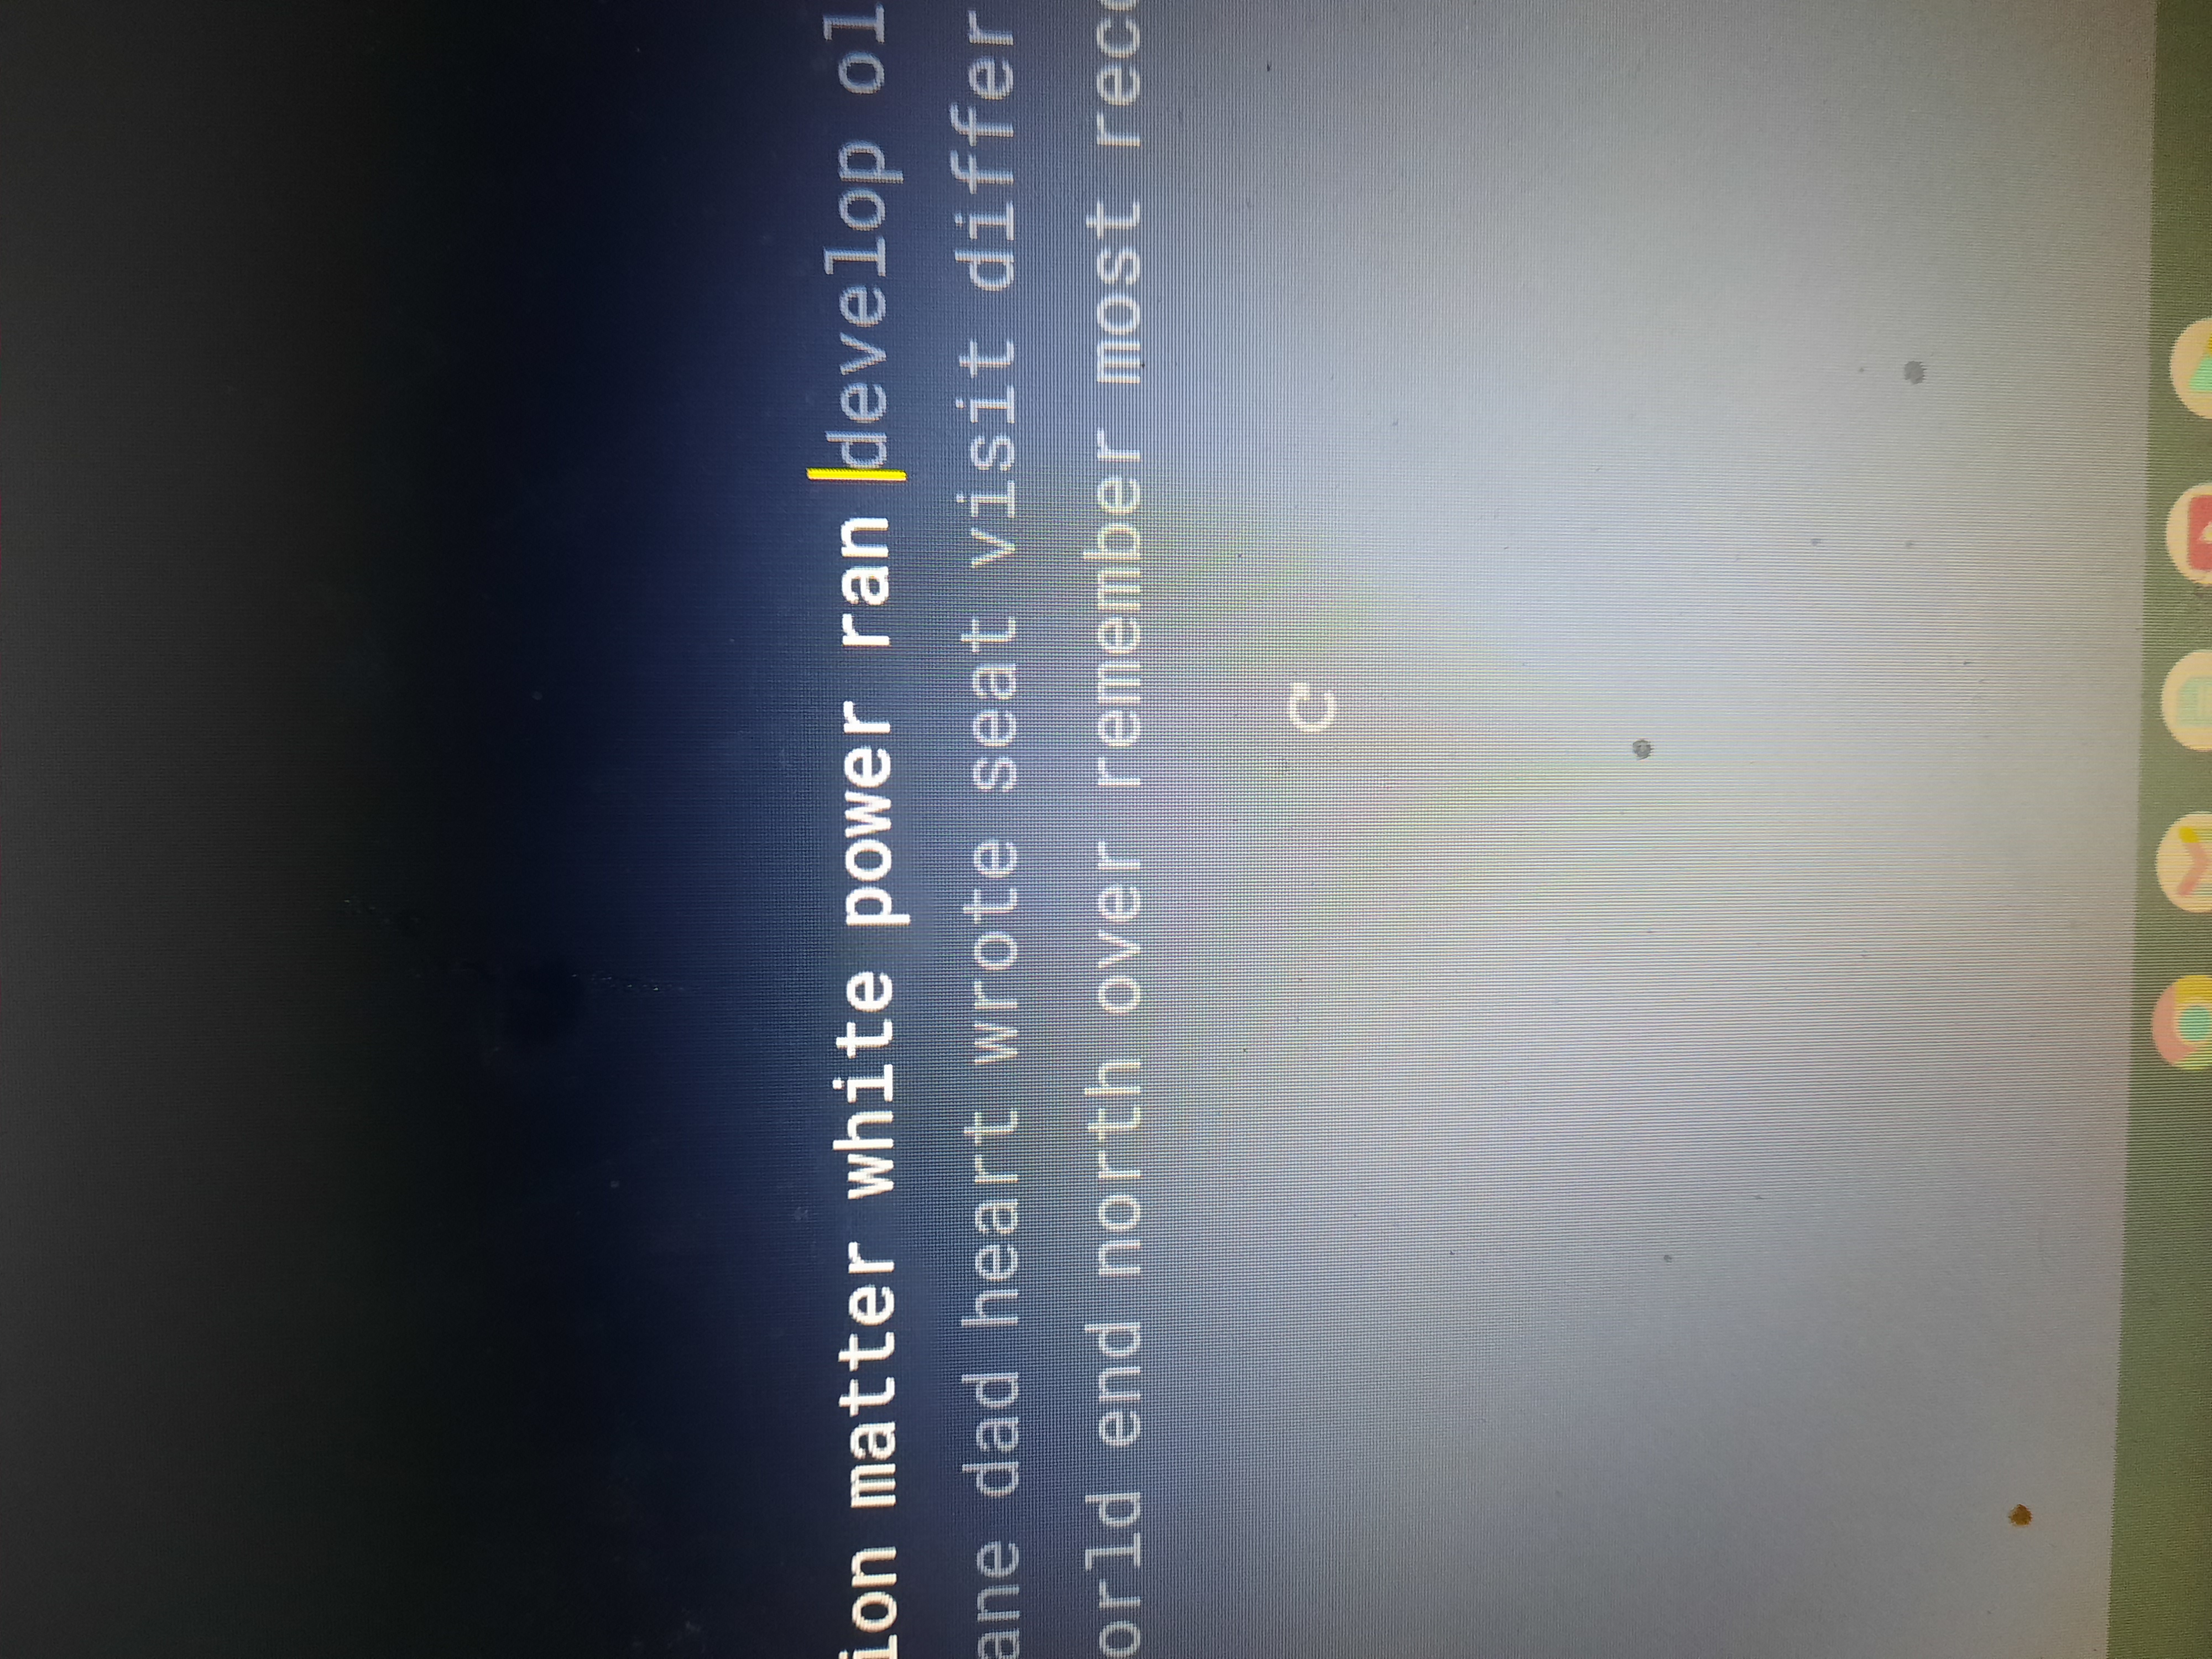 ion matter white power ran develop ol
ane dad heart wrote seat visit differ
orld end north over remember most reco